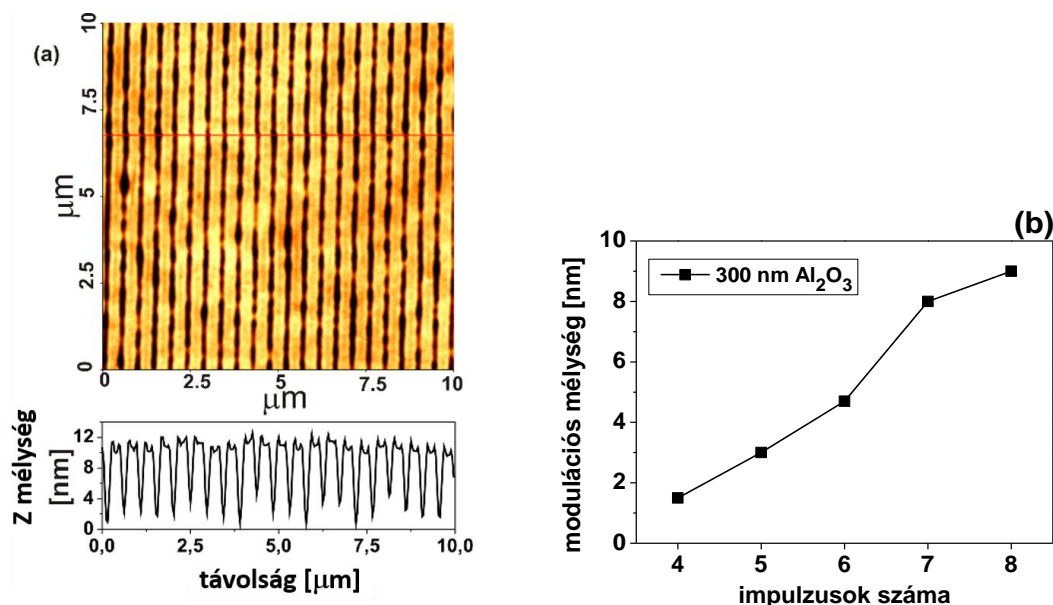 (a)
10
7.5
5
2.5
0
μm
0 2.5 5 7.5 10
μm
Z mélység
[nm]
12
8
4
0
0,0 2,5 5,0 7,5 10,0
távolság [μm]
(b)
modulációs mélység [nm]
10
8
6
4
2
0
300 nm Al₂O₃
4 5 6 7 8
impulzusok száma